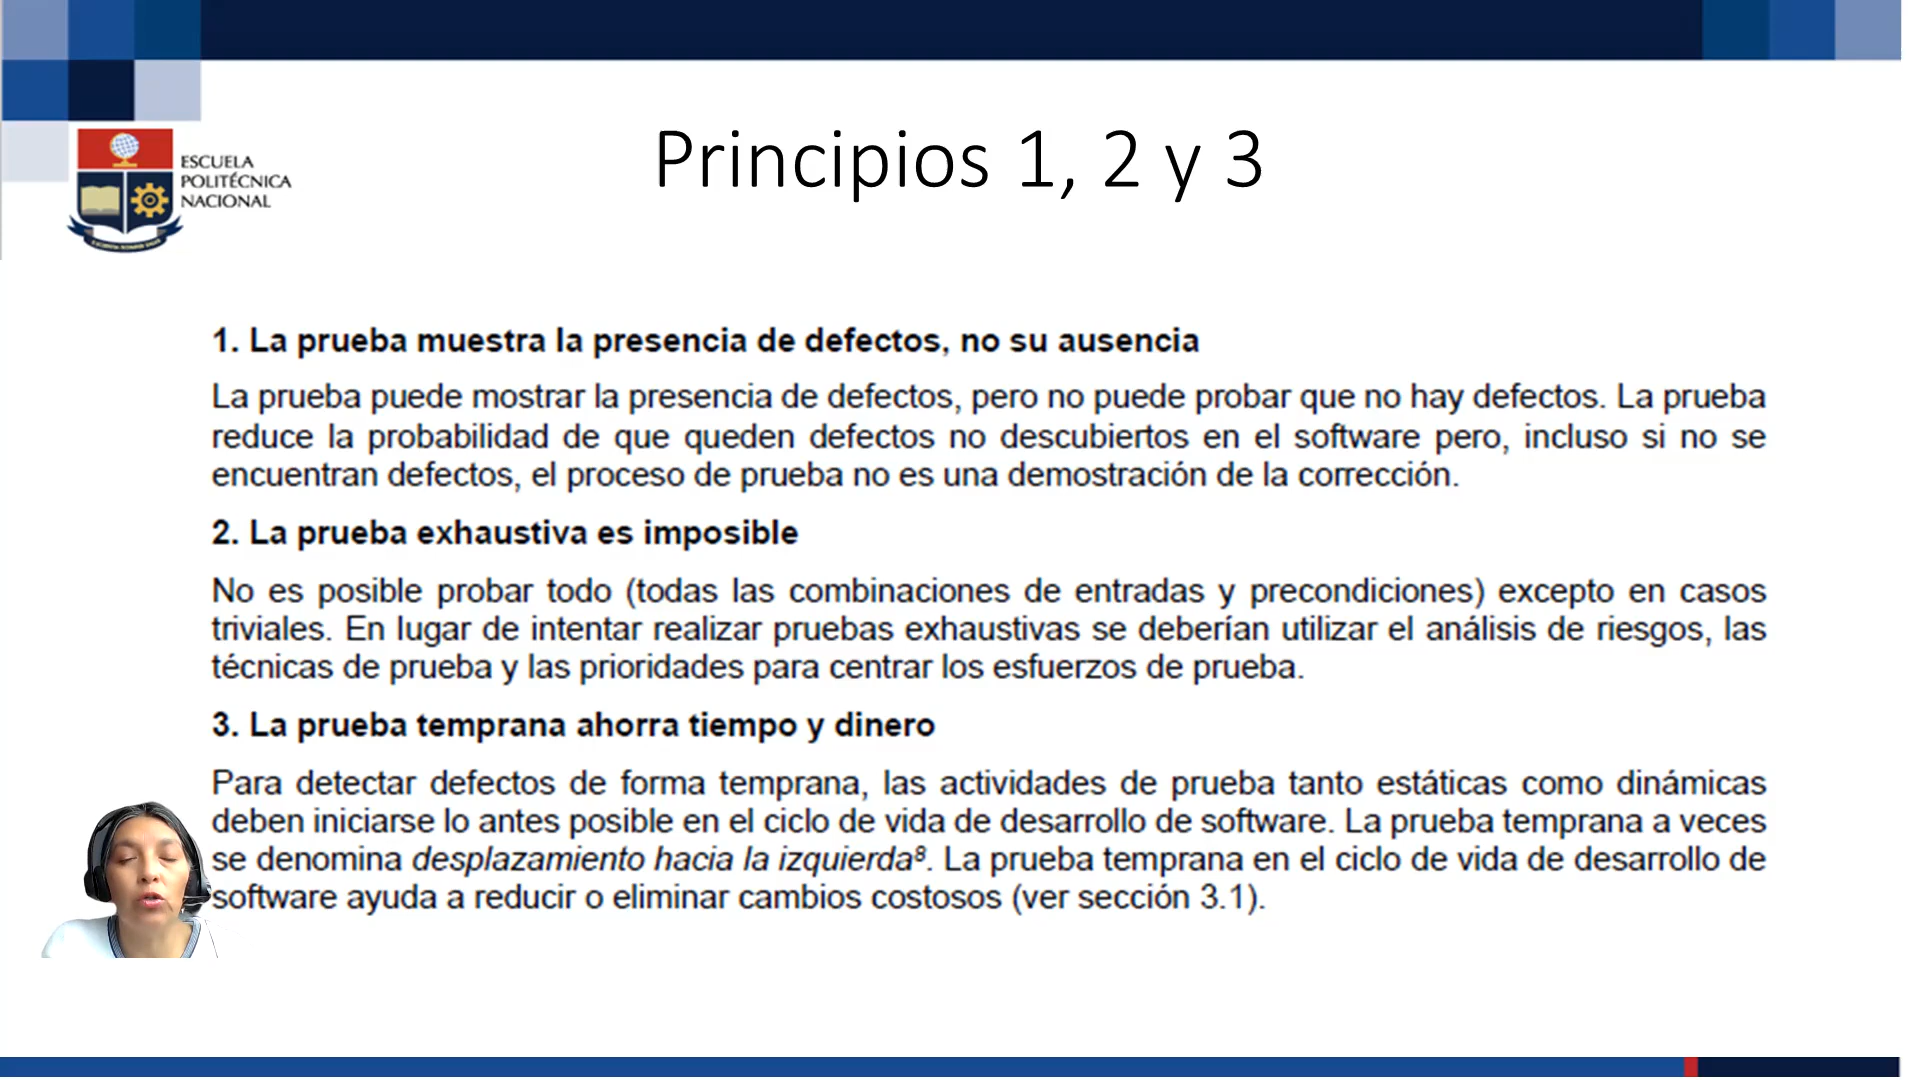 ESCUELA
POLITÉCNICA
NACIONAL
Principios 1, 2 y 3
1. La prueba muestra la presencia de defectos, no su ausencia
La prueba puede mostrar la presencia de defectos, pero no puede probar que no hay defectos. La prueba
reduce la probabilidad de que queden defectos no descubiertos en el software pero, incluso si no se
encuentran defectos, el proceso de prueba no es una demostración de la corrección.
2. La prueba exhaustiva es imposible
No es posible probar todo (todas las combinaciones de entradas y precondiciones) excepto en casos
triviales. En lugar de intentar realizar pruebas exhaustivas se deberían utilizar el análisis de riesgos, las
técnicas de prueba y las prioridades para centrar los esfuerzos de prueba.
3. La prueba temprana ahorra tiempo y dinero
Para detectar defectos de forma temprana, las actividades de prueba tanto estáticas como dinámicas
deben iniciarse lo antes posible en el ciclo de vida de desarrollo de software. La prueba temprana a veces
se denomina desplazamiento hacia la izquierda⁸. La prueba temprana en el ciclo de vida de desarrollo de
software ayuda a reducir o eliminar cambios costosos (ver sección 3.1).